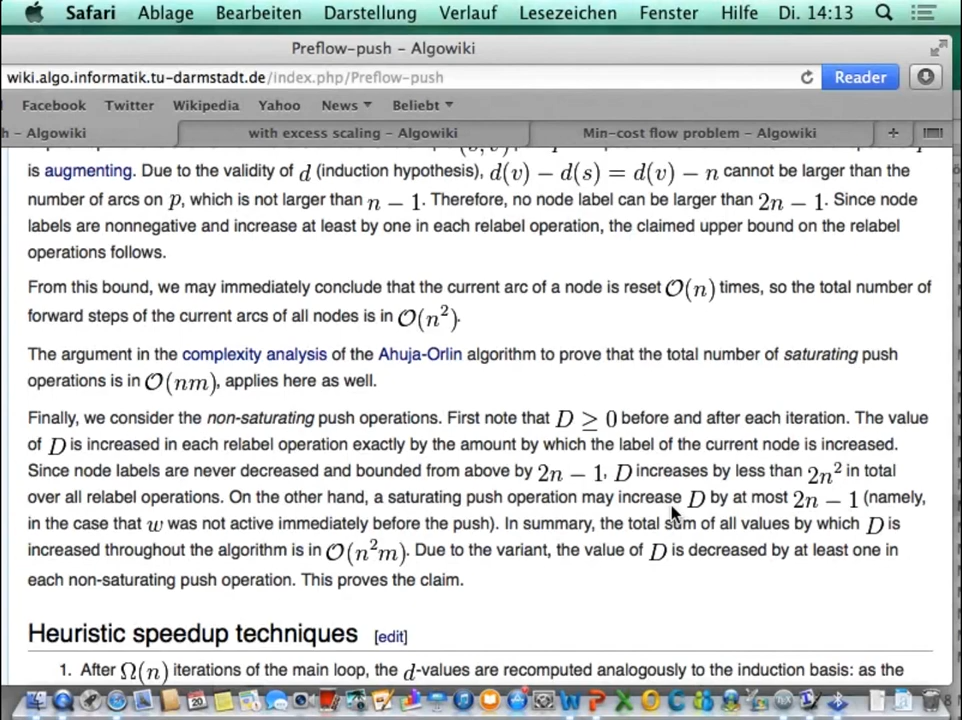 Safari Ablage Bearbeiten Darstellung Verlauf Lesezeichen Fenster Hilfe Di. 14:13
Preflow-push – Algowiki
wiki.algo.informatik.tu-darmstadt.de/index.php/Preflow-push Reader
Facebook Twitter Wikipedia Yahoo News Beliebt
h – Algowiki with excess scaling – Algowiki Min-cost flow problem – Algowiki +
is augmenting. Due to the validity of d (induction hypothesis), d(v) − d(s) = d(v) − n cannot be larger than the
number of arcs on p, which is not larger than n − 1. Therefore, no node label can be larger than 2n − 1. Since node
labels are nonnegative and increase at least by one in each relabel operation, the claimed upper bound on the relabel
operations follows.
From this bound, we may immediately conclude that the current arc of a node is reset O(n) times, so the total number of
forward steps of the current arcs of all nodes is in O(n²).
The argument in the complexity analysis of the Ahuja-Orlin algorithm to prove that the total number of saturating push
operations is in O(nm), applies here as well.
Finally, we consider the non-saturating push operations. First note that D ≥ 0 before and after each iteration. The value
of D is increased in each relabel operation exactly by the amount by which the label of the current node is increased.
Since node labels are never decreased and bounded from above by 2n − 1, D increases by less than 2n² in total
over all relabel operations. On the other hand, a saturating push operation may increase D by at most 2n − 1 (namely,
in the case that w was not active immediately before the push). In summary, the total sum of all values by which D is
increased throughout the algorithm is in O(n²m). Due to the variant, the value of D is decreased by at least one in
each non-saturating push operation. This proves the claim.
Heuristic speedup techniques [edit]
1. After Ω(n) iterations of the main loop, the d-values are recomputed analogously to the induction basis: as the